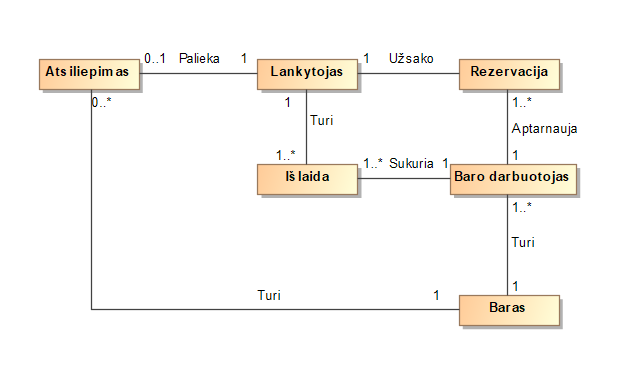 0..1 Palieka 1 1 Užsako
Atsiliepimas Lankytojas Rezervacija
0..* 1 1..*
Turi Aptarnauja
1..* 1..* Sukuria 1 1
Išlaida Baro darbuotojas
1..*
Turi
Turi 1 1
Baras